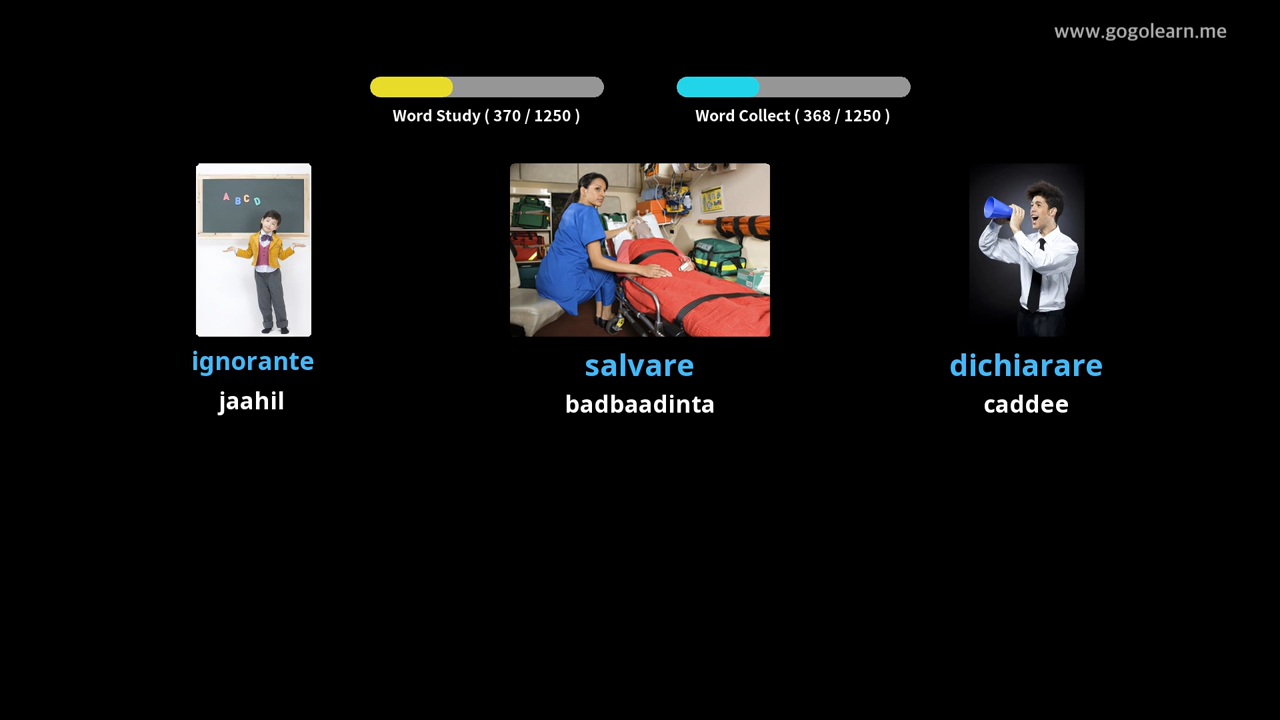 www.gogolearn.me
Word Study ( 370 / 1250 )
Word Collect ( 368 / 1250 )
A B C D
ignorante
salvare
dichiarare
jaahil
badbaadinta
caddee